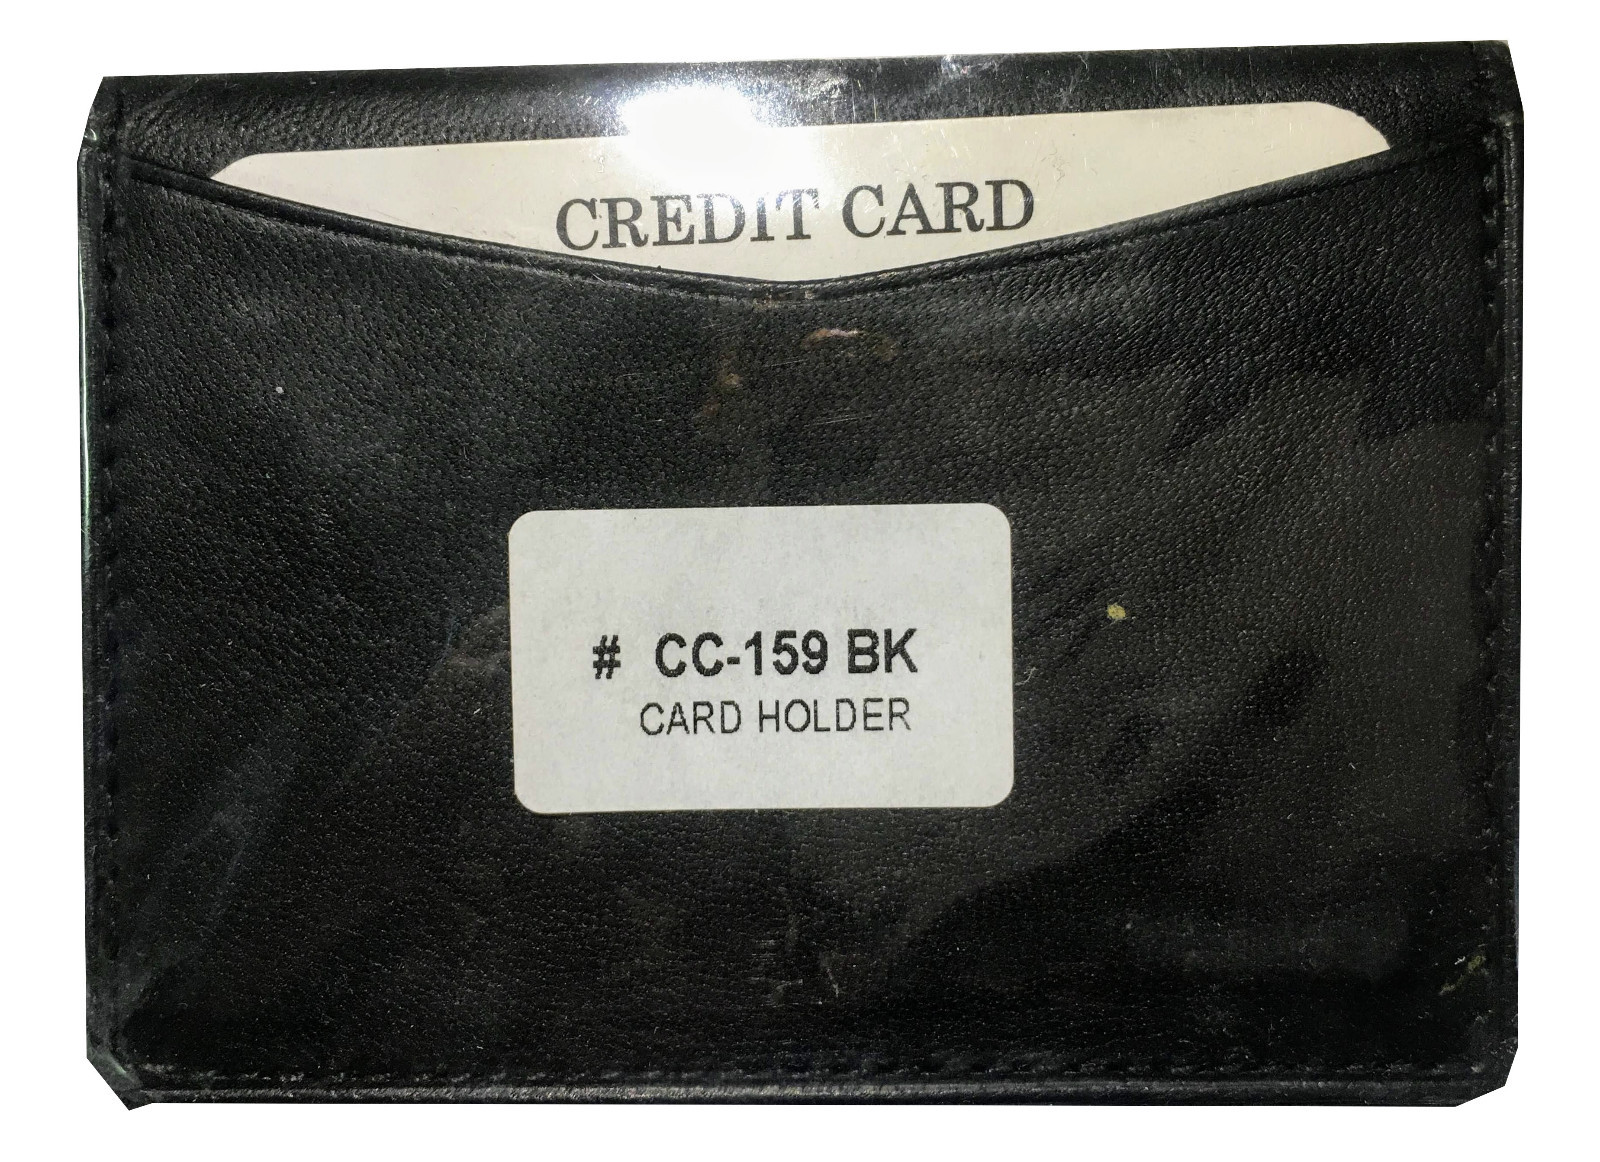 CREDIT CARD
# CC-159 BK
CARD HOLDER